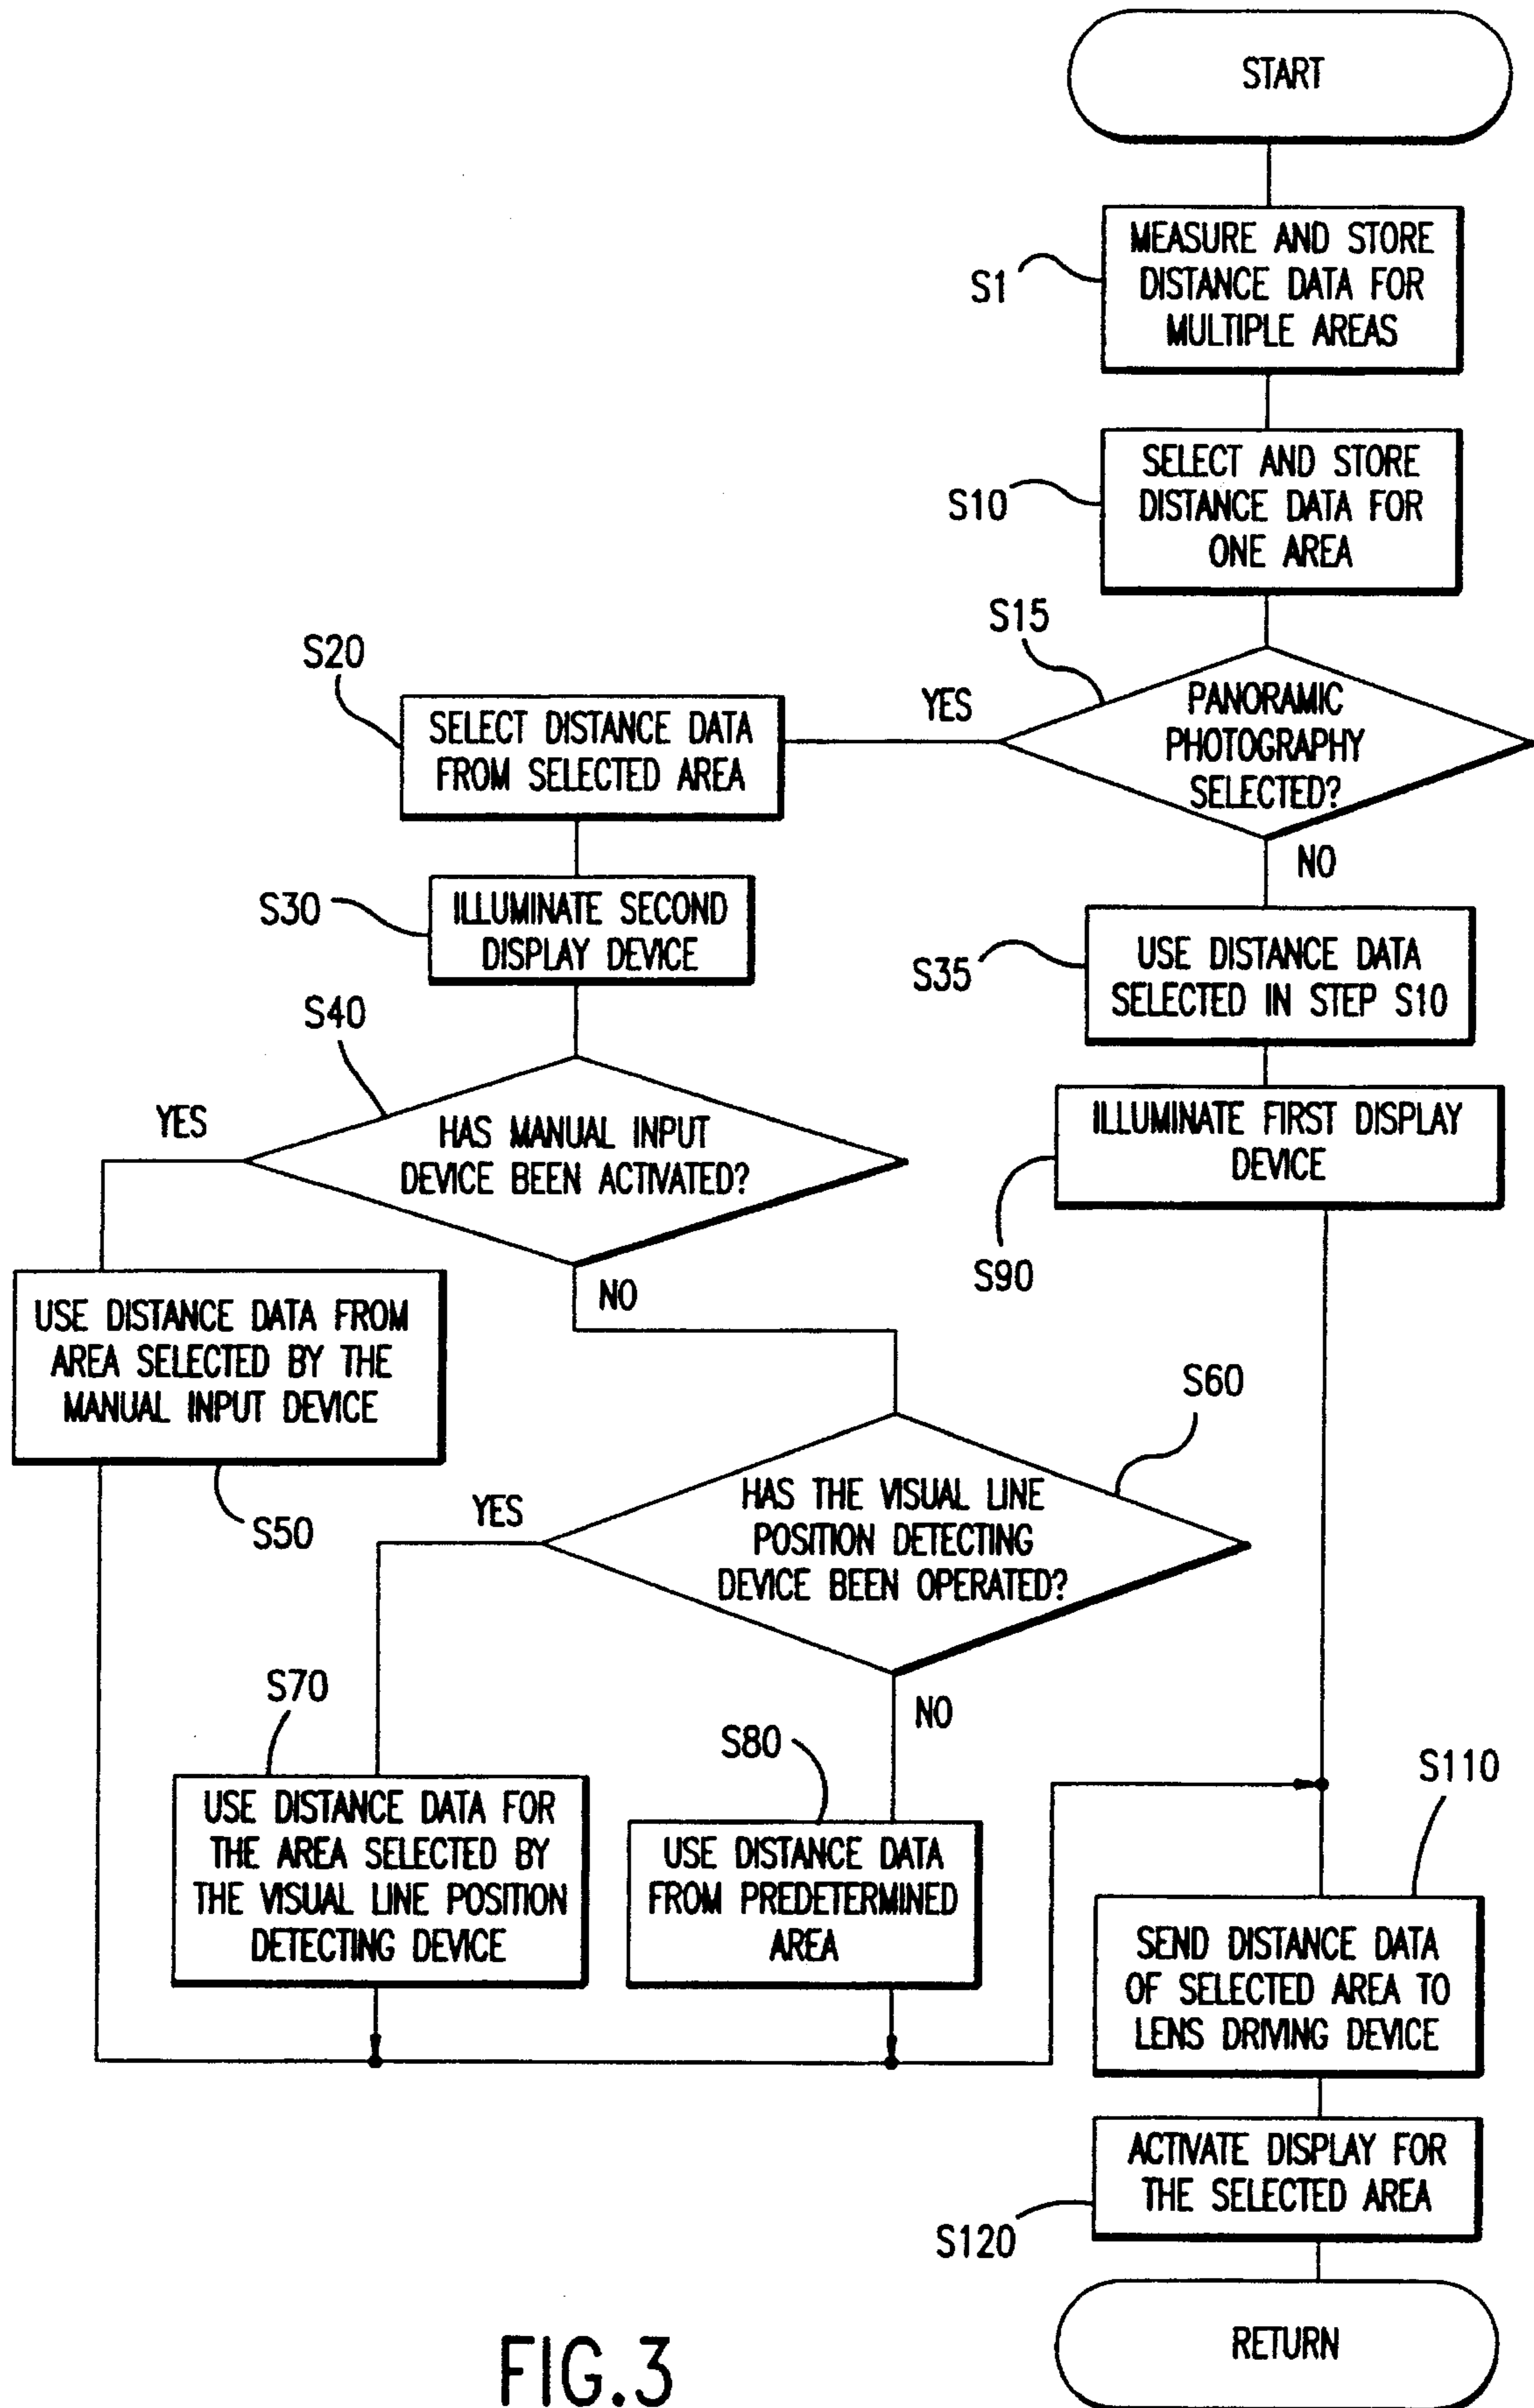 START
S1
MEASURE AND STORE
DISTANCE DATA FOR
MULTIPLE AREAS
S10
SELECT AND STORE
DISTANCE DATA FOR
ONE AREA
S15
PANORAMIC
PHOTOGRAPHY
SELECTED?
YES
NO
S20
SELECT DISTANCE DATA
FROM SELECTED AREA
S30
ILLUMINATE SECOND
DISPLAY DEVICE
S35
USE DISTANCE DATA
SELECTED IN STEP S10
S40
HAS MANUAL INPUT
DEVICE BEEN ACTIVATED?
YES
NO
ILLUMINATE FIRST DISPLAY
DEVICE
S90
USE DISTANCE DATA FROM
AREA SELECTED BY THE
MANUAL INPUT DEVICE
S50
S60
HAS THE VISUAL LINE
POSITION DETECTING
DEVICE BEEN OPERATED?
YES
NO
S70
USE DISTANCE DATA FOR
THE AREA SELECTED BY
THE VISUAL LINE POSITION
DETECTING DEVICE
S80
USE DISTANCE DATA
FROM PREDETERMINED
AREA
S110
SEND DISTANCE DATA
OF SELECTED AREA TO
LENS DRIVING DEVICE
ACTIVATE DISPLAY FOR
THE SELECTED AREA
S120
RETURN
FIG.3